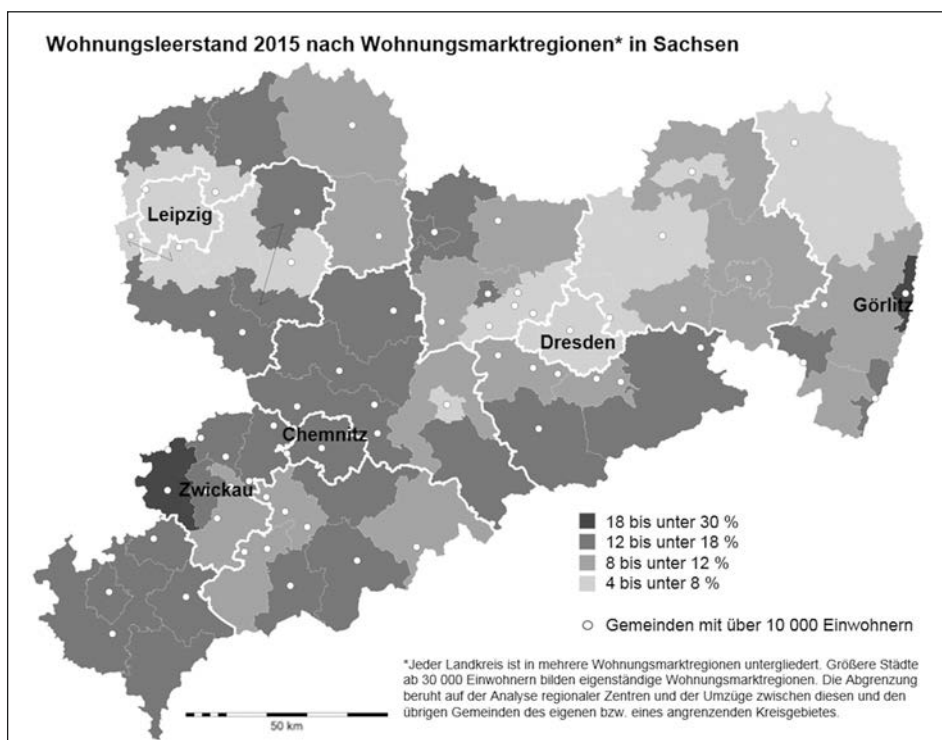 Wohnungsleerstand 2015 nach Wohnungsmarktregionen* in Sachsen
Leipzig
Görlitz
Dresden
Chemnitz
Zwickau
18 bis unter 30 %
12 bis unter 18 %
8 bis unter 12 %
4 bis unter 8 %
Gemeinden mit über 10 000 Einwohnern
*Jeder Landkreis ist in mehrere Wohnungsmarktregionen untergliedert. Größere Städte
ab 30 000 Einwohnern bilden eigenständige Wohnungsmarktregionen. Die Abgrenzung
beruht auf der Analyse regionaler Zentren und der Umzüge zwischen diesen und den
übrigen Gemeinden des eigenen bzw. eines angrenzenden Kreisgebietes.
50 km